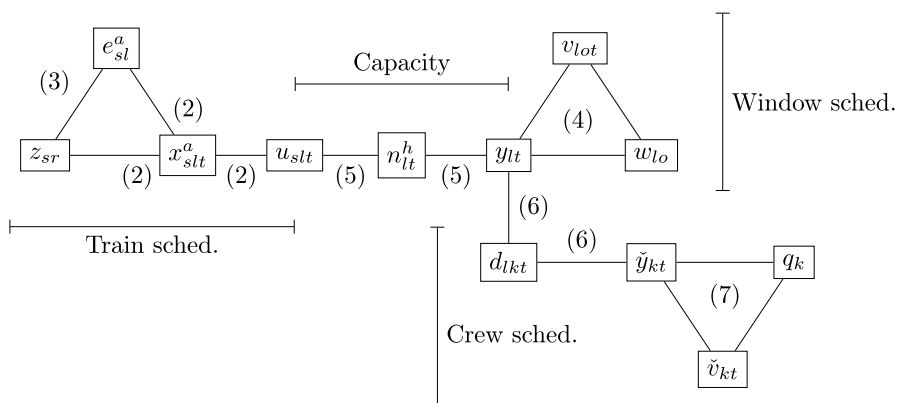 e^a_{sl}
v_{lot}
Capacity
(3)
(2)
(4)
Window sched.
z_{sr}
x^a_{slt}
u_{slt}
n^h_{lt}
y_{lt}
w_{lo}
(2)
(2)
(5)
(5)
(6)
Train sched.
(6)
d_{lkt}
y̌_{kt}
q_k
(7)
Crew sched.
v̌_{kt}